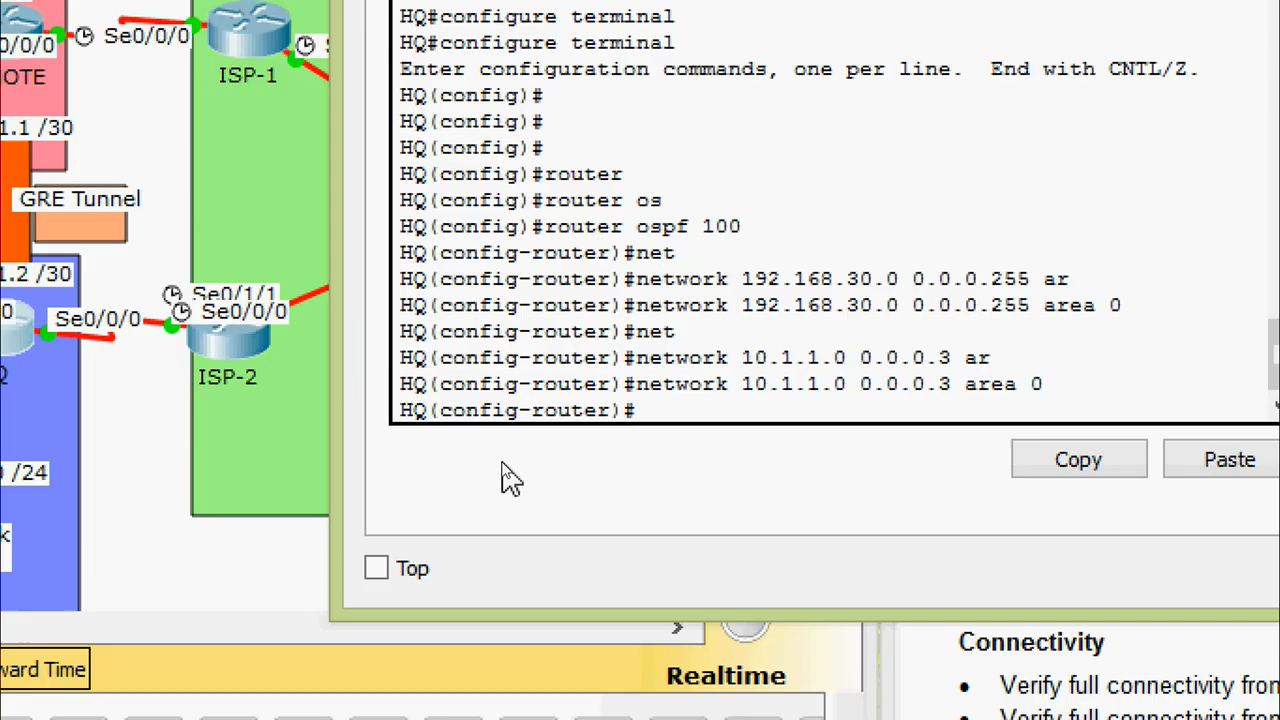 HQ#configure terminal
HQ#configure terminal
Enter configuration commands, one per line.  End with CNTL/Z.
HQ(config)#
HQ(config)#
HQ(config)#
HQ(config)#router
HQ(config)#router os
HQ(config)#router ospf 100
HQ(config-router)#net
HQ(config-router)#network 192.168.30.0 0.0.0.255 ar
HQ(config-router)#network 192.168.30.0 0.0.0.255 area 0
HQ(config-router)#net
HQ(config-router)#network 10.1.1.0 0.0.0.3 ar
HQ(config-router)#network 10.1.1.0 0.0.0.3 area 0
HQ(config-router)#
Copy
Paste
Top
0/0/0
Se0/0/0
OTE
ISP-1
1.1 /30
GRE Tunnel
1.2 /30
Se0/1/1
Se0/0/0
Se0/0/0
ISP-2
0 /24
ward Time
Realtime
Connectivity
• Verify full connectivity from